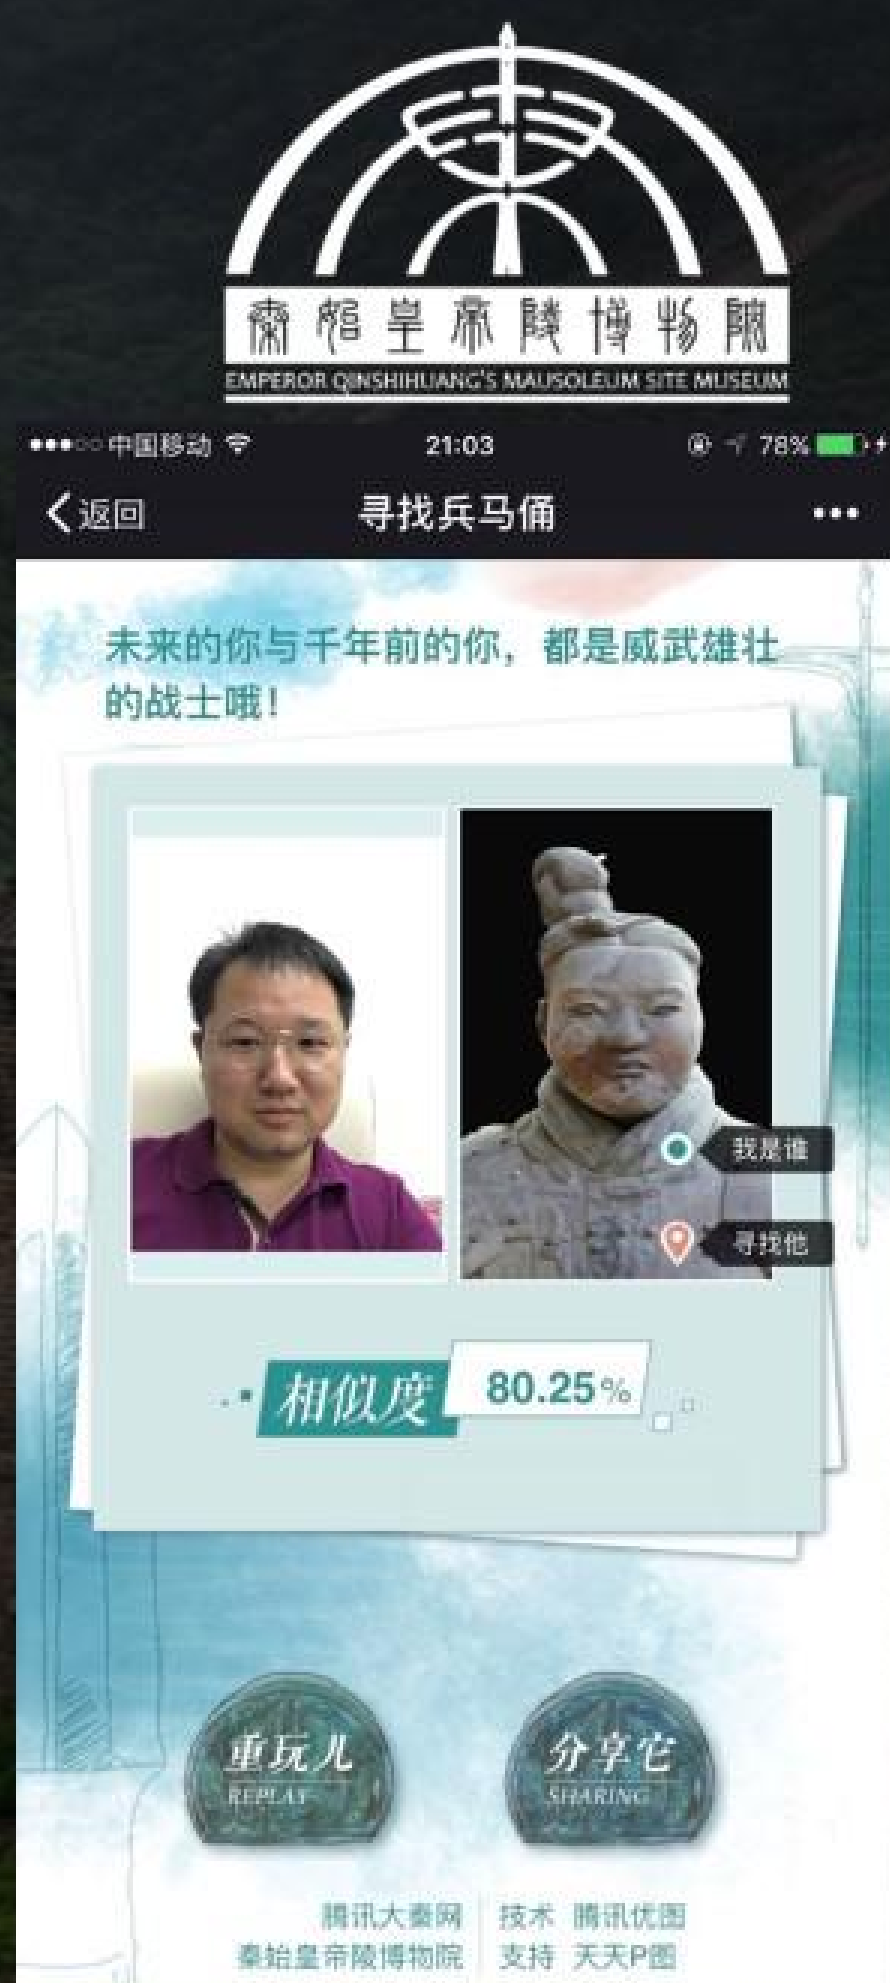 秦始皇帝陵博物院
EMPEROR QINSHIHUANG'S MAUSOLEUM SITE MUSEUM
中国移动 21:03 78%
返回 寻找兵马俑
未来的你与千年前的你，都是威武雄壮
的战士哦！
我是谁
寻找他
相似度 80.25%
重玩儿 分享它
REPLAY SHARING
腾讯大秦网 技术 腾讯优图
秦始皇帝陵博物院 支持 天天P图